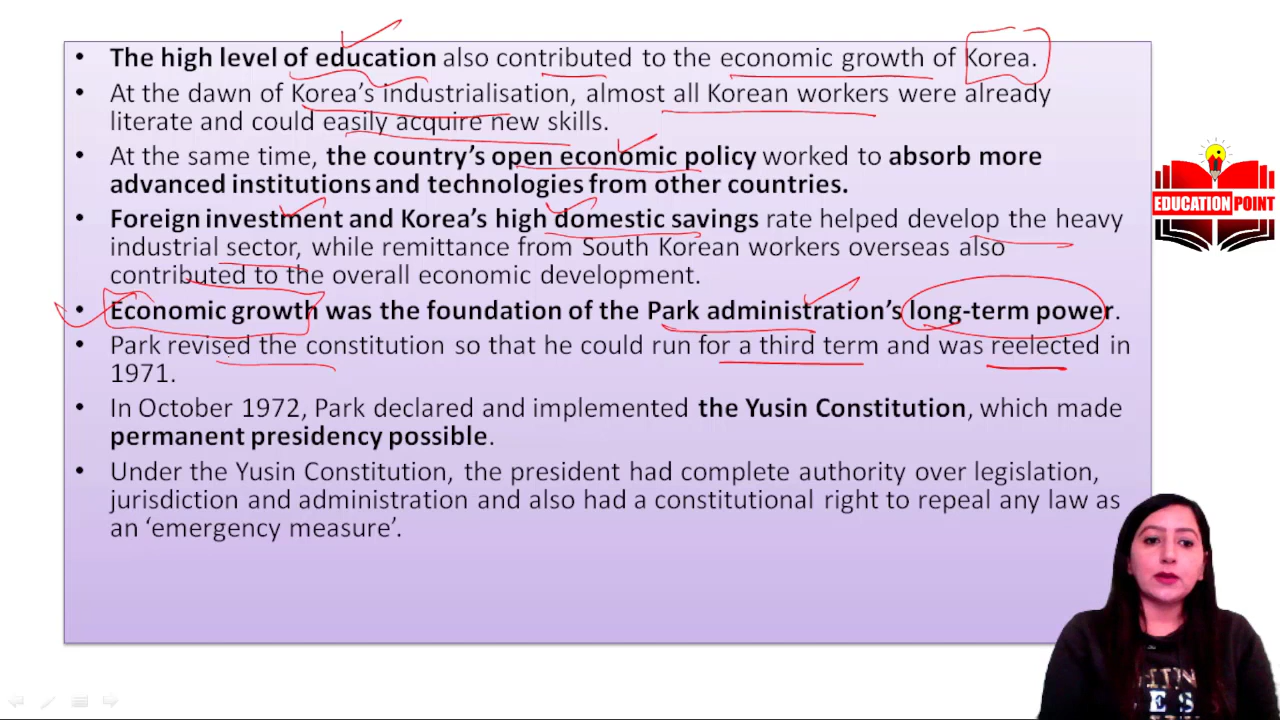 • The high level of education also contributed to the economic growth of Korea.
• At the dawn of Korea's industrialisation, almost all Korean workers were already
literate and could easily acquire new skills.
• At the same time, the country's open economic policy worked to absorb more
advanced institutions and technologies from other countries.
• Foreign investment and Korea's high domestic savings rate helped develop the heavy
industrial sector, while remittance from South Korean workers overseas also
contributed to the overall economic development.
• Economic growth was the foundation of the Park administration's long-term power.
• Park revised the constitution so that he could run for a third term and was reelected in
1971.
• In October 1972, Park declared and implemented the Yusin Constitution, which made
permanent presidency possible.
• Under the Yusin Constitution, the president had complete authority over legislation,
jurisdiction and administration and also had a constitutional right to repeal any law as
an ‘emergency measure’.
EDUCATION POINT